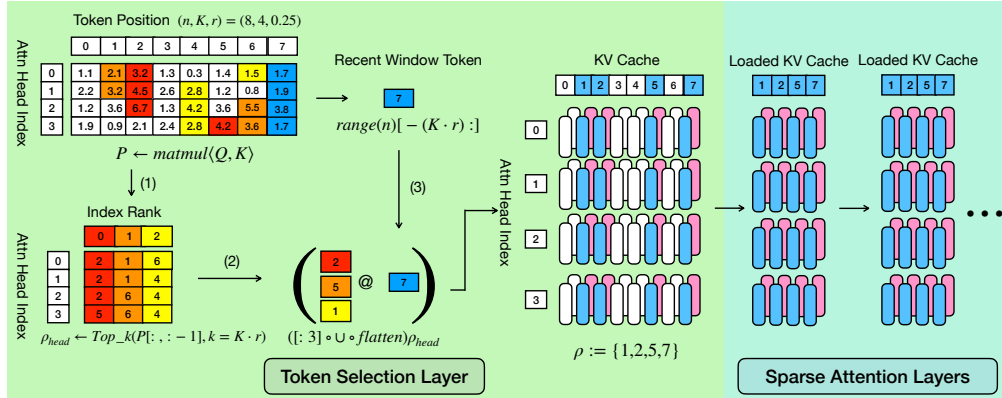 Token Position (n, K, r) = (8, 4, 0.25)
Attn Head Index
0 1 2 3 4 5 6 7
0 1.1 2.1 3.2 1.3 0.3 1.4 1.5 1.7
1 2.2 3.2 4.5 2.6 2.8 1.2 0.8 1.9
2 1.2 3.6 6.7 1.3 4.2 3.6 5.5 3.8
3 1.9 0.9 2.1 2.4 2.8 4.2 3.6 1.7
P ← matmul⟨Q, K⟩
(1)
Recent Window Token
7
range(n)[ − (K · r) :]
(3)
Index Rank
Attn Head Index
0 1 2
0 2 1 6
1 2 1 4
2 2 6 4
3 5 6 4
ρhead ← Top_k(P[: , : − 1], k = K · r)
(2)
2
5
1
@
7
([: 3] ∘ ∪ ∘ flatten)ρhead
Token Selection Layer
KV Cache
0 1 2 3 4 5 6 7
Attn Head Index
0
1
2
3
ρ := {1,2,5,7}
Loaded KV Cache
1 2 5 7
Loaded KV Cache
1 2 5 7
Sparse Attention Layers